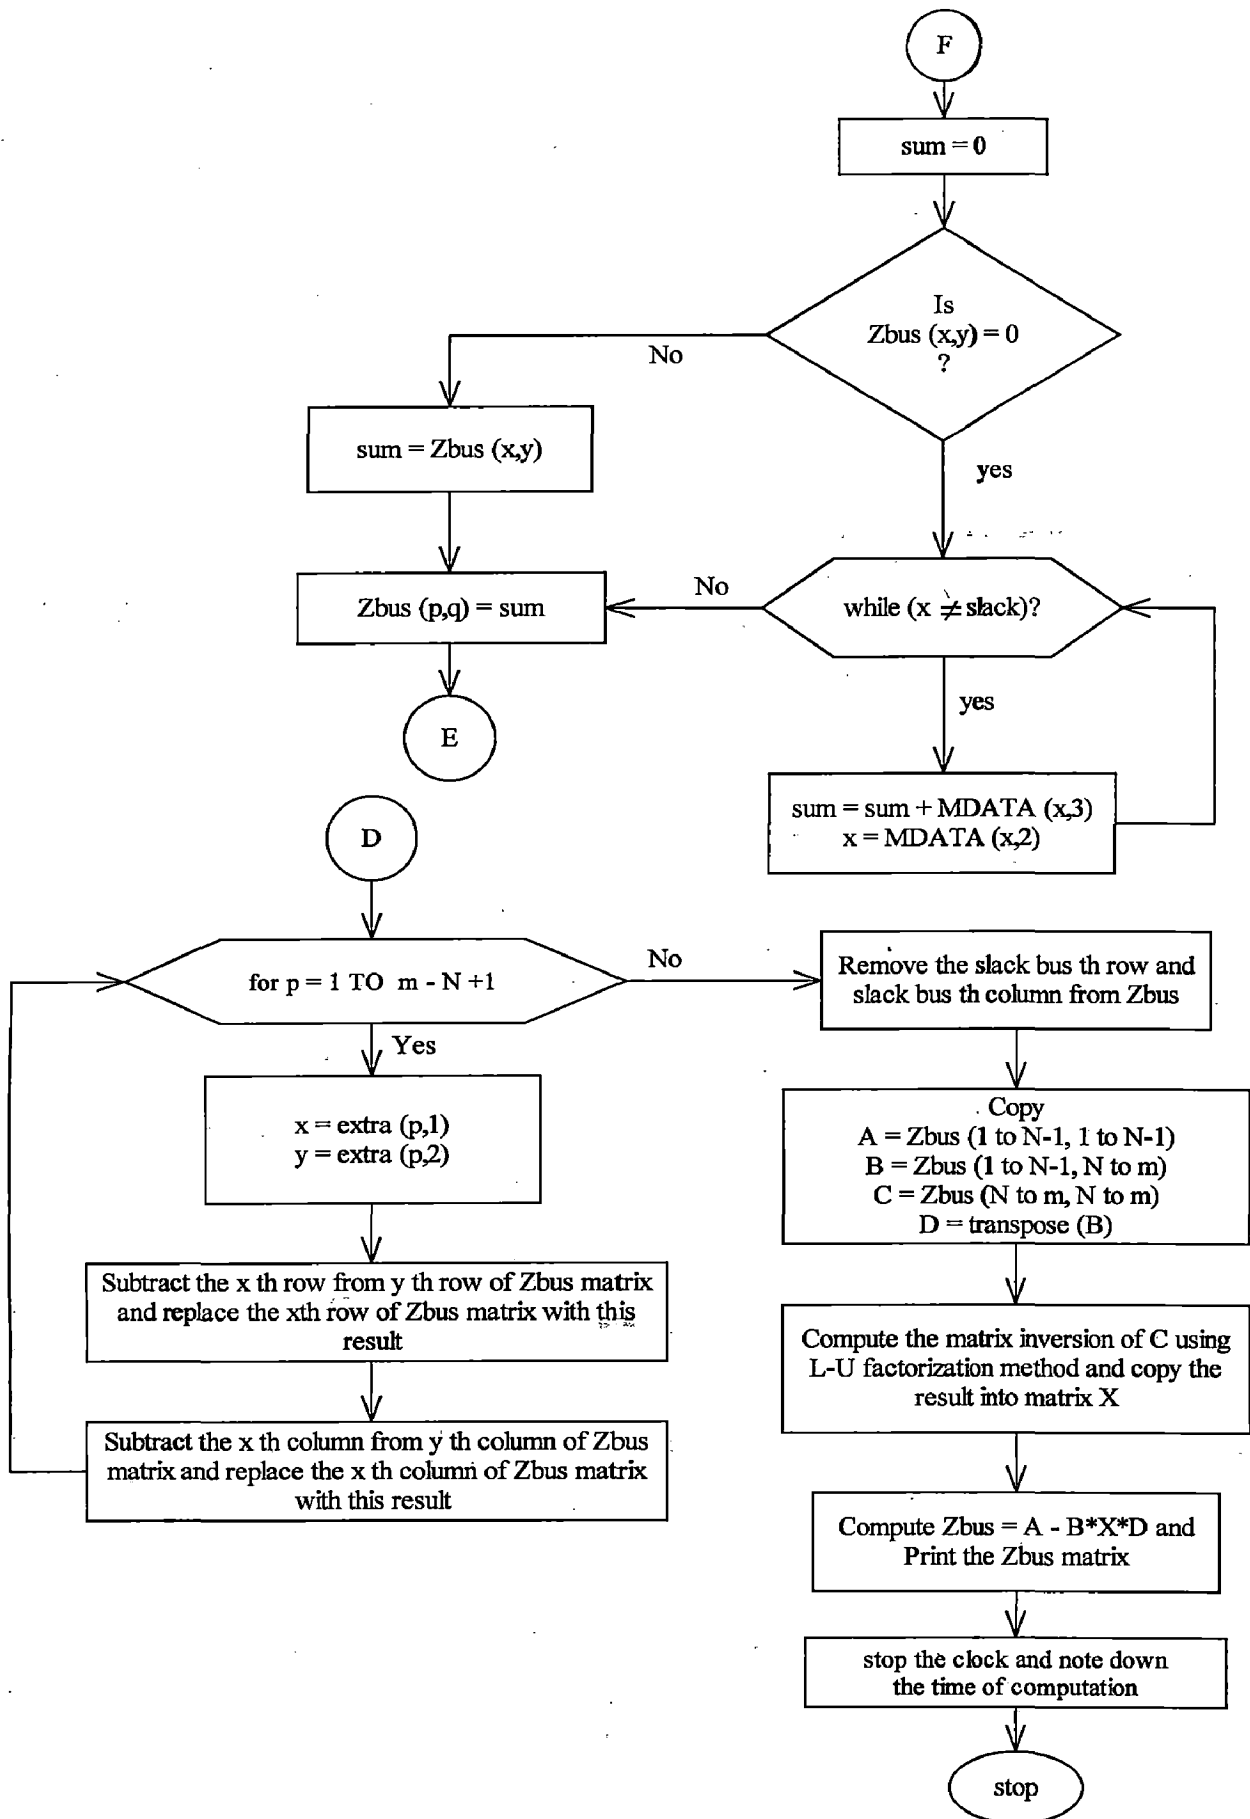 F
sum = 0
Is
Zbus (x,y) = 0
?
No
sum = Zbus (x,y)
yes
Zbus (p,q) = sum
No
while (x ≠ slack)?
E
yes
sum = sum + MDATA (x,3)
x = MDATA (x,2)
D
for p = 1 TO m - N +1
No
Yes
x = extra (p,1)
y = extra (p,2)
Subtract the x th row from y th row of Zbus matrix
and replace the xth row of Zbus matrix with this
result
Subtract the x th column from y th column of Zbus
matrix and replace the x th column of Zbus matrix
with this result
Remove the slack bus th row and
slack bus th column from Zbus
Copy
A = Zbus (1 to N-1, 1 to N-1)
B = Zbus (1 to N-1, N to m)
C = Zbus (N to m, N to m)
D = transpose (B)
Compute the matrix inversion of C using
L-U factorization method and copy the
result into matrix X
Compute Zbus = A - B*X*D and
Print the Zbus matrix
stop the clock and note down
the time of computation
stop